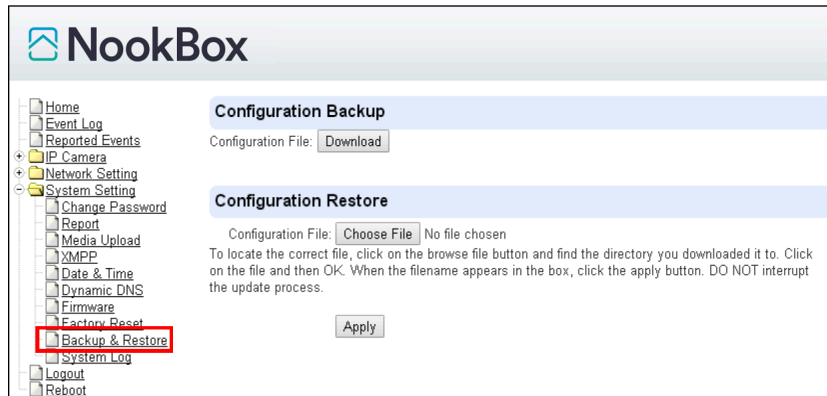 NookBox
Home
Event Log
Reported Events
IP Camera
Network Setting
System Setting
Change Password
Report
Media Upload
XMPP
Date & Time
Dynamic DNS
Firmware
Factory Reset
Backup & Restore
System Log
Logout
Reboot
Configuration Backup
Configuration File: Download
Configuration Restore
Configuration File: Choose File No file chosen
To locate the correct file, click on the browse file button and find the directory you downloaded it to. Click
on the file and then OK. When the filename appears in the box, click the apply button. DO NOT interrupt
the update process.
Apply